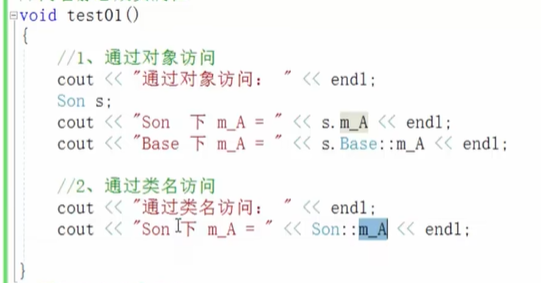 void test01()
{
//1、通过对象访问
cout << "通过对象访问： " << endl;
Son s;
cout << "Son  下 m_A = " << s.m_A << endl;
cout << "Base 下 m_A = " << s.Base::m_A << endl;
//2、通过类名访问
cout << "通过类名访问： " << endl;
cout << "Son 下 m_A = " << Son::m_A << endl;
}